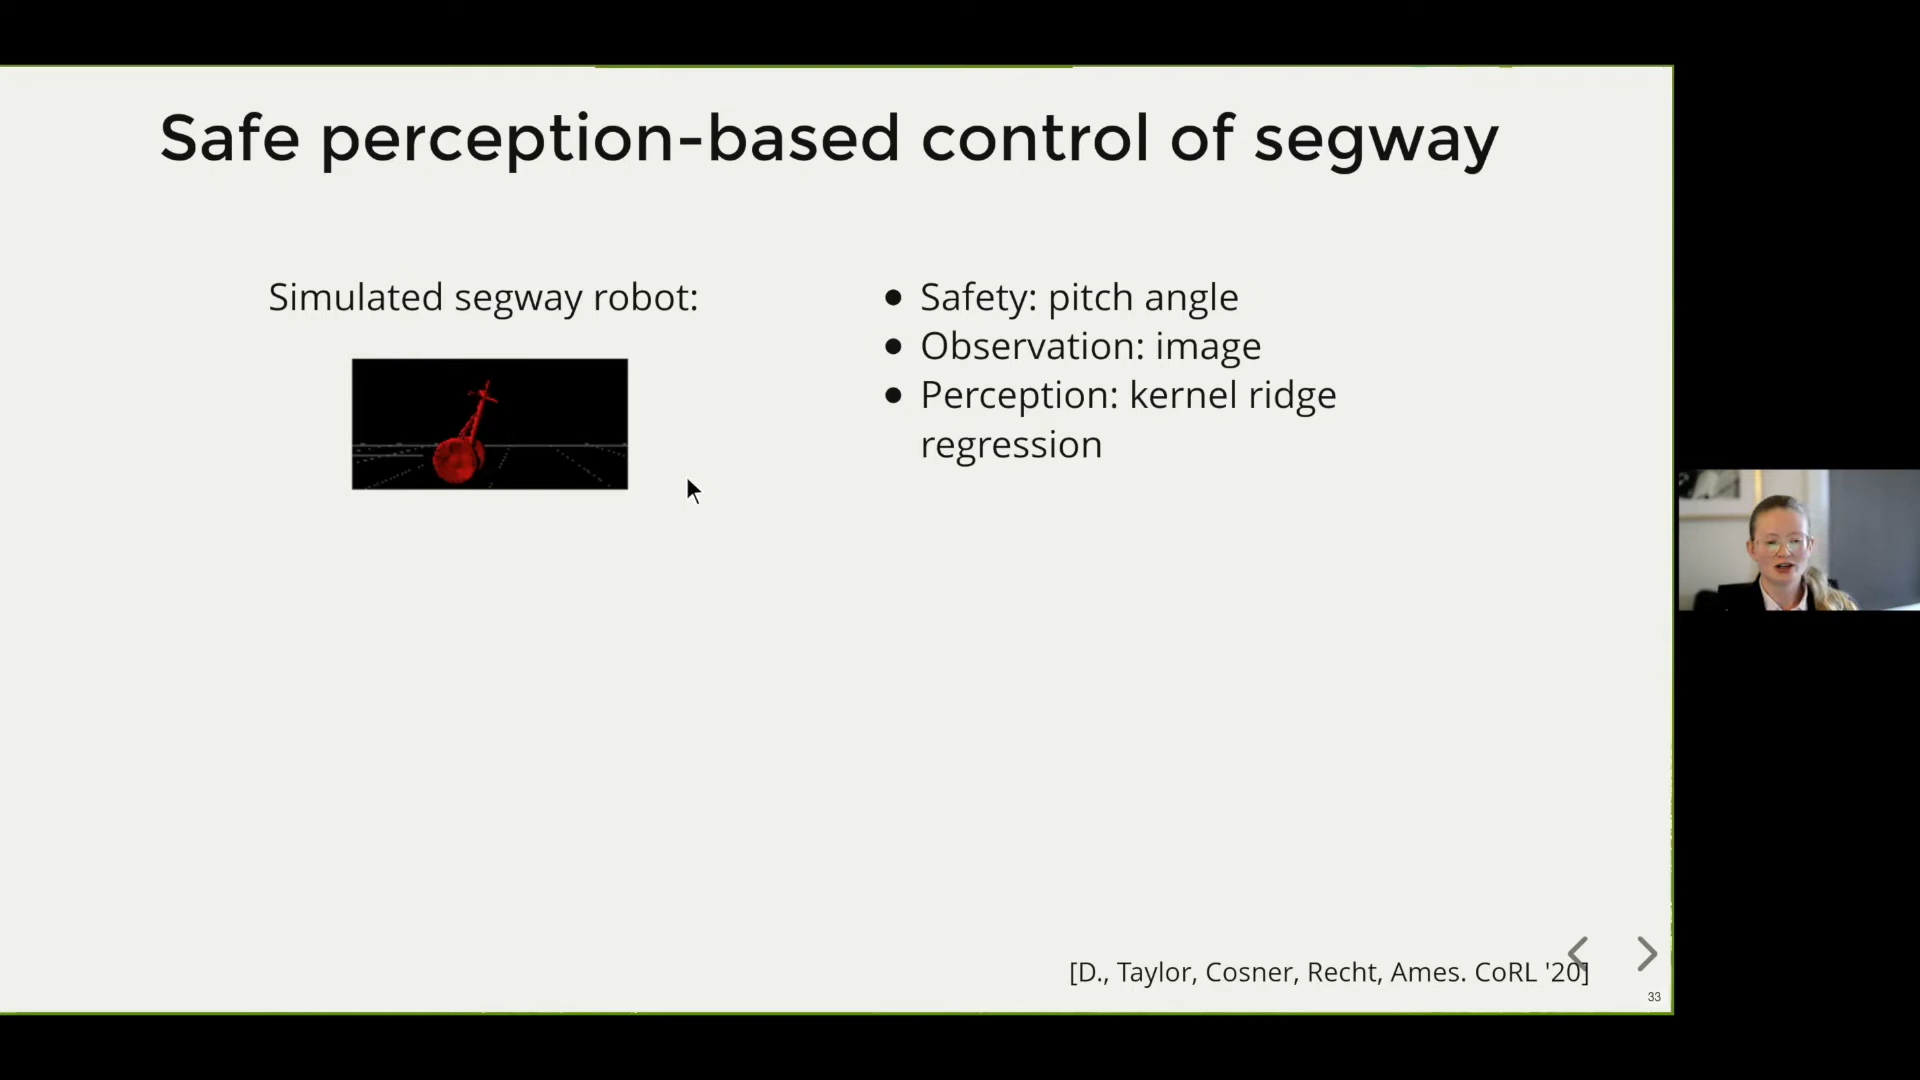 Safe perception-based control of segway
Simulated segway robot:
● Safety: pitch angle
● Observation: image
● Perception: kernel ridge
regression
[D., Taylor, Cosner, Recht, Ames. CoRL '20]
33